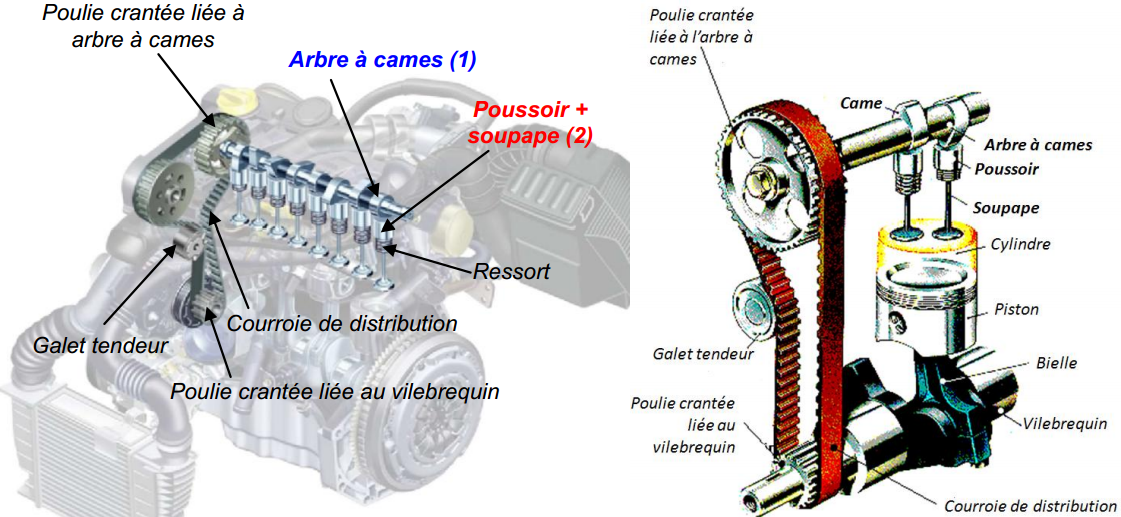 Poulie crantée liée à
arbre à cames
Arbre à cames (1)
Poussoir +
soupape (2)
Ressort
Courroie de distribution
Galet tendeur
Poulie crantée liée au vilebrequin
Poulie crantée
liée à l'arbre à
cames
Came
Arbre à cames
Poussoir
Soupape
Cylindre
Piston
Galet tendeur
Bielle
Poulie crantée
liée au
vilebrequin
Vilebrequin
Courroie de distribution